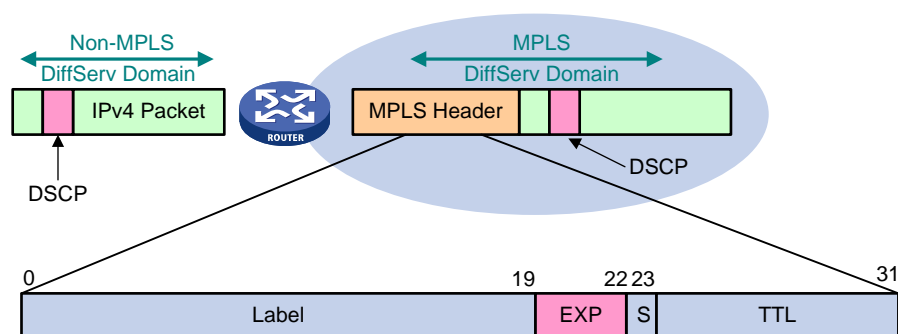 Non-MPLS
DiffServ Domain
MPLS
DiffServ Domain
IPv4 Packet
ROUTER
MPLS Header
DSCP
DSCP
0
19
22
23
31
Label
EXP
S
TTL